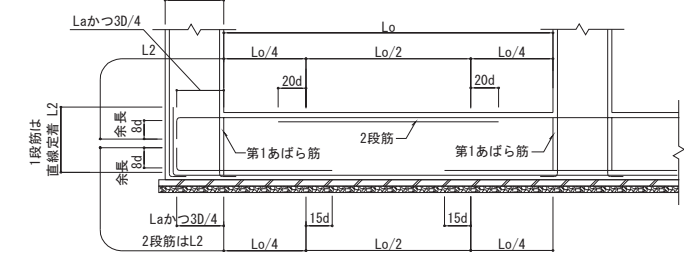 Laかつ3D/4
Lo
L2
Lo/4
Lo/2
Lo/4
20d
20d
1段筋は
直線定着 L2
余長
8d
余長
8d
2段筋
第1あばら筋
第1あばら筋
Laかつ3D/4
15d
15d
2段筋はL2
Lo/4
Lo/2
Lo/4